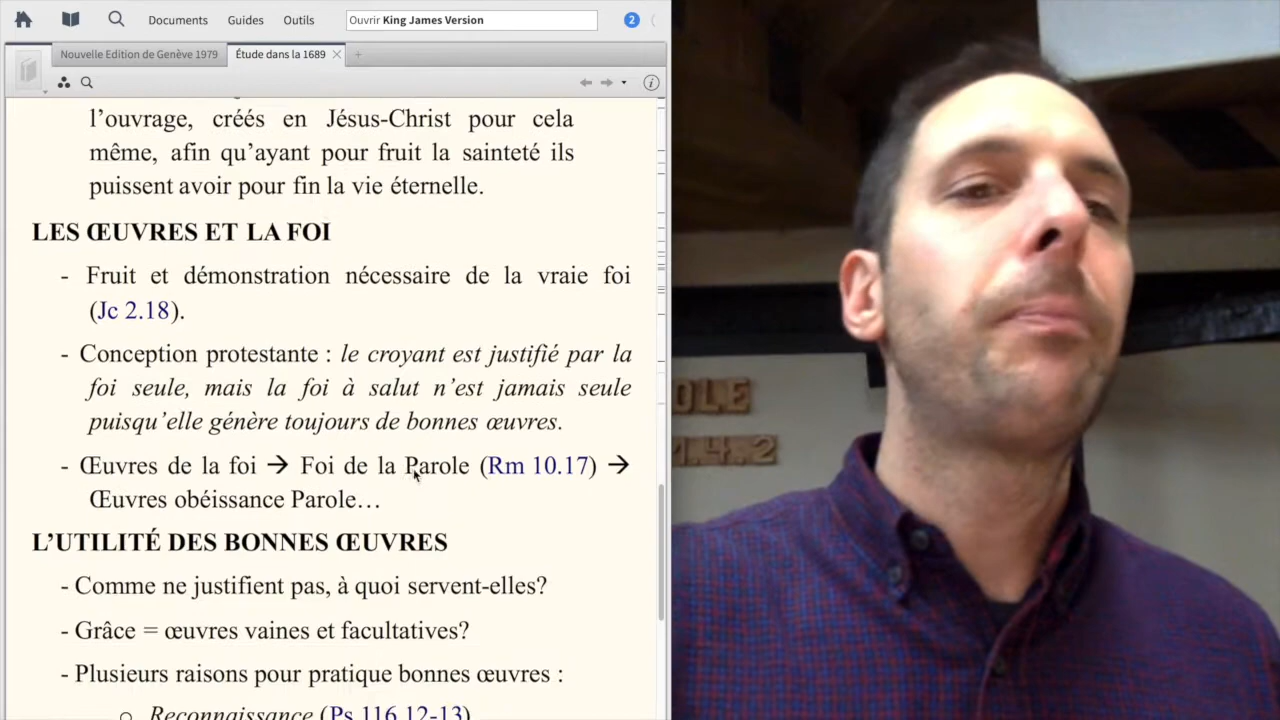 Documents Guides Outils Ouvrir King James Version 2
Nouvelle Edition de Genève 1979 Étude dans la 1689
l’ouvrage, créés en Jésus-Christ pour cela
même, afin qu’ayant pour fruit la sainteté ils
puissent avoir pour fin la vie éternelle.
LES ŒUVRES ET LA FOI
- Fruit et démonstration nécessaire de la vraie foi
(Jc 2.18).
- Conception protestante : le croyant est justifié par la
foi seule, mais la foi à salut n’est jamais seule
puisqu’elle génère toujours de bonnes œuvres.
- Œuvres de la foi → Foi de la Parole (Rm 10.17) →
Œuvres obéissance Parole…
L’UTILITÉ DES BONNES ŒUVRES
- Comme ne justifient pas, à quoi servent-elles?
- Grâce = œuvres vaines et facultatives?
- Plusieurs raisons pour pratique bonnes œuvres :
○ Reconnaissance (Ps 116.12-13)
OLE
.4.2